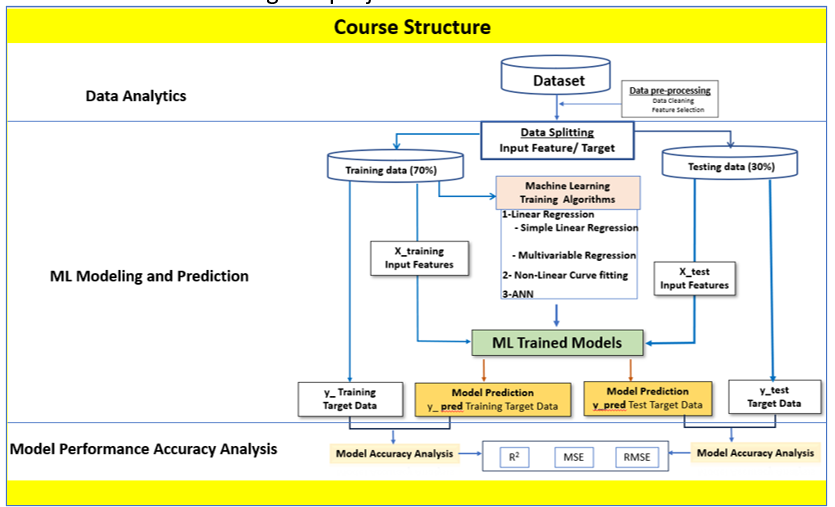 Course Structure
Dataset
Data Analytics
Data pre-processing
Data Cleaning
Feature Selection
Data Splitting
Input Feature/ Target
Training data (70%)
Testing data (30%)
Machine Learning
Training Algorithms
1-Linear Regression
- Simple Linear Regression
- Multivariable Regression
2- Non-Linear Curve fitting
3-ANN
X_training
Input Features
X_test
Input Features
ML Modeling and Prediction
ML Trained Models
y_ Training
Target Data
Model Prediction
y_ pred Training Target Data
Model Prediction
y_pred Test Target Data
y_test
Target Data
Model Performance Accuracy Analysis
Model Accuracy Analysis
R²
MSE
RMSE
Model Accuracy Analysis